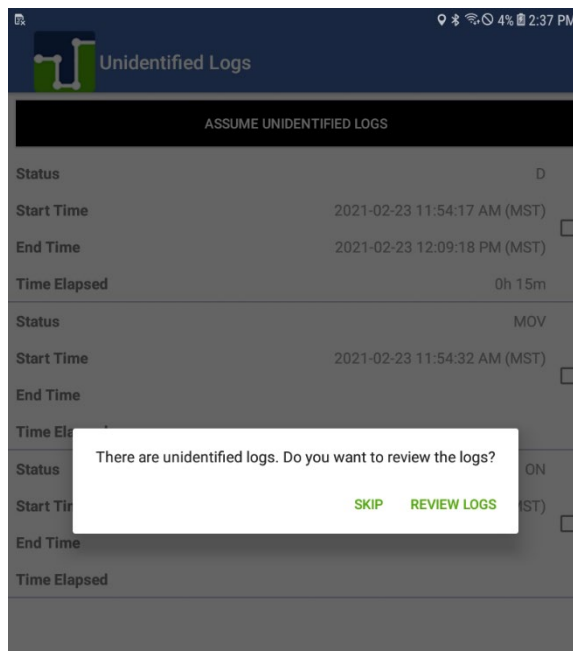 4% 2:37 PM
Unidentified Logs
ASSUME UNIDENTIFIED LOGS
Status D
Start Time 2021-02-23 11:54:17 AM (MST)
End Time 2021-02-23 12:09:18 PM (MST)
Time Elapsed 0h 15m
Status MOV
Start Time 2021-02-23 11:54:32 AM (MST)
End Time
Time
There are unidentified logs. Do you want to review the logs?
Status ON
SKIP REVIEW LOGS
Start
End Time
Time Elapsed